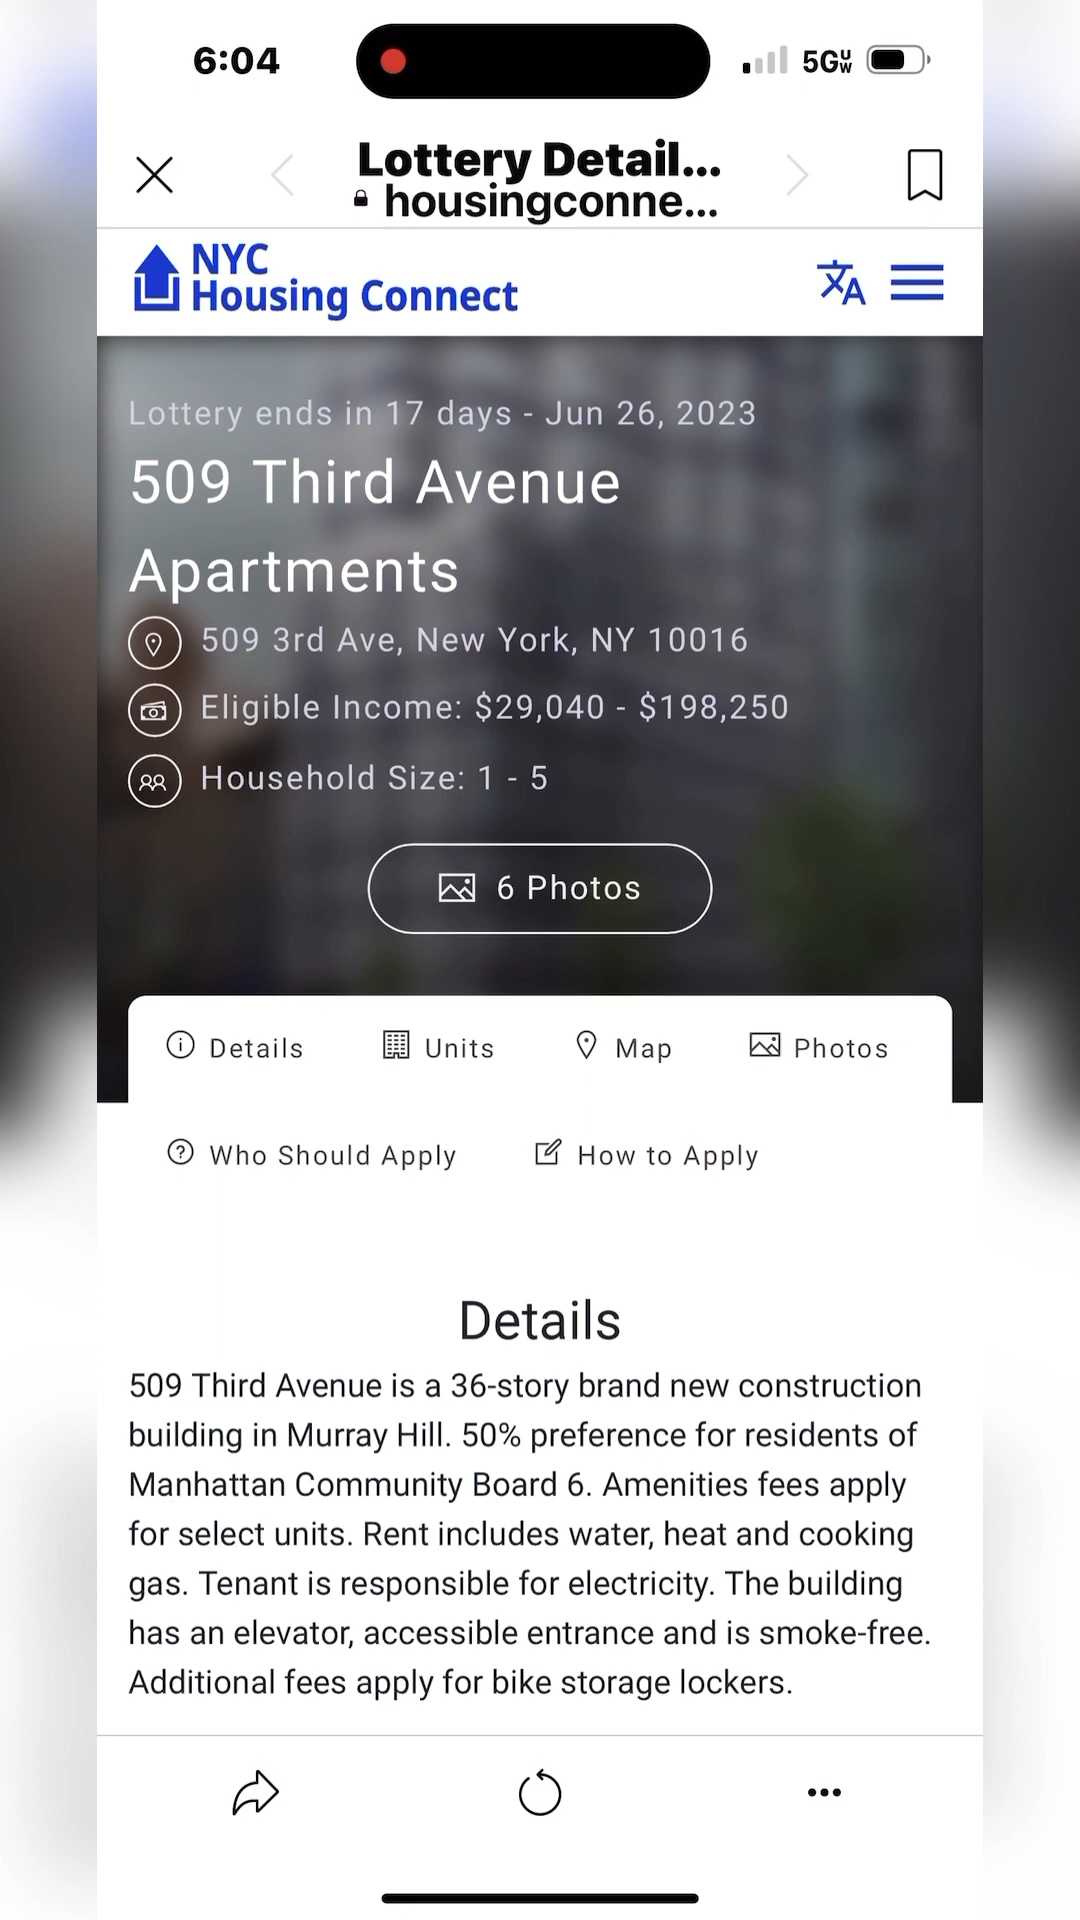 6:04
5GUW
Lottery Detail...
housingconne...
NYC
Housing Connect
Lottery ends in 17 days - Jun 26, 2023
509 Third Avenue
Apartments
509 3rd Ave, New York, NY 10016
Eligible Income: $29,040 - $198,250
Household Size: 1 - 5
6 Photos
Details Units Map Photos
Who Should Apply How to Apply
Details
509 Third Avenue is a 36-story brand new construction
building in Murray Hill. 50% preference for residents of
Manhattan Community Board 6. Amenities fees apply
for select units. Rent includes water, heat and cooking
gas. Tenant is responsible for electricity. The building
has an elevator, accessible entrance and is smoke-free.
Additional fees apply for bike storage lockers.